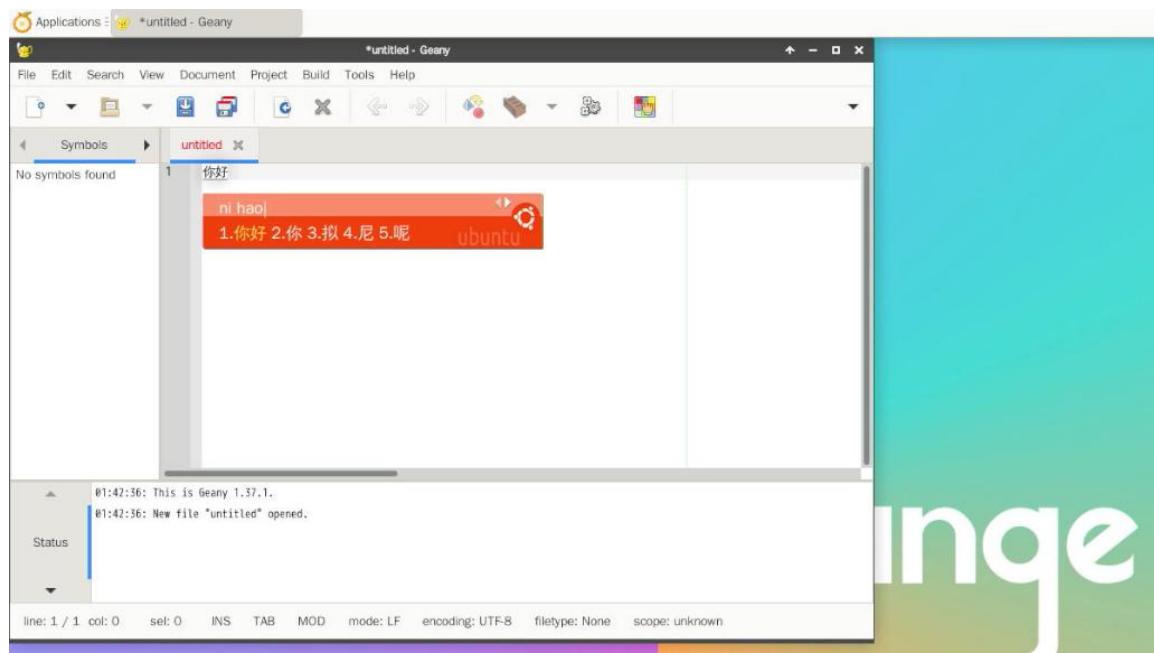 Applications *untitled - Geany
*untitled - Geany
File Edit Search View Document Project Build Tools Help
Symbols untitled
No symbols found 1 你好
ni hao
1.你好 2.你 3.拟 4.尼 5.呢 ubuntu
01:42:36: This is Geany 1.37.1.
01:42:36: New file "untitled" opened.
Status
nge
line: 1 / 1 col: 0 sel: 0 INS TAB MOD mode: LF encoding: UTF-8 filetype: None scope: unknown